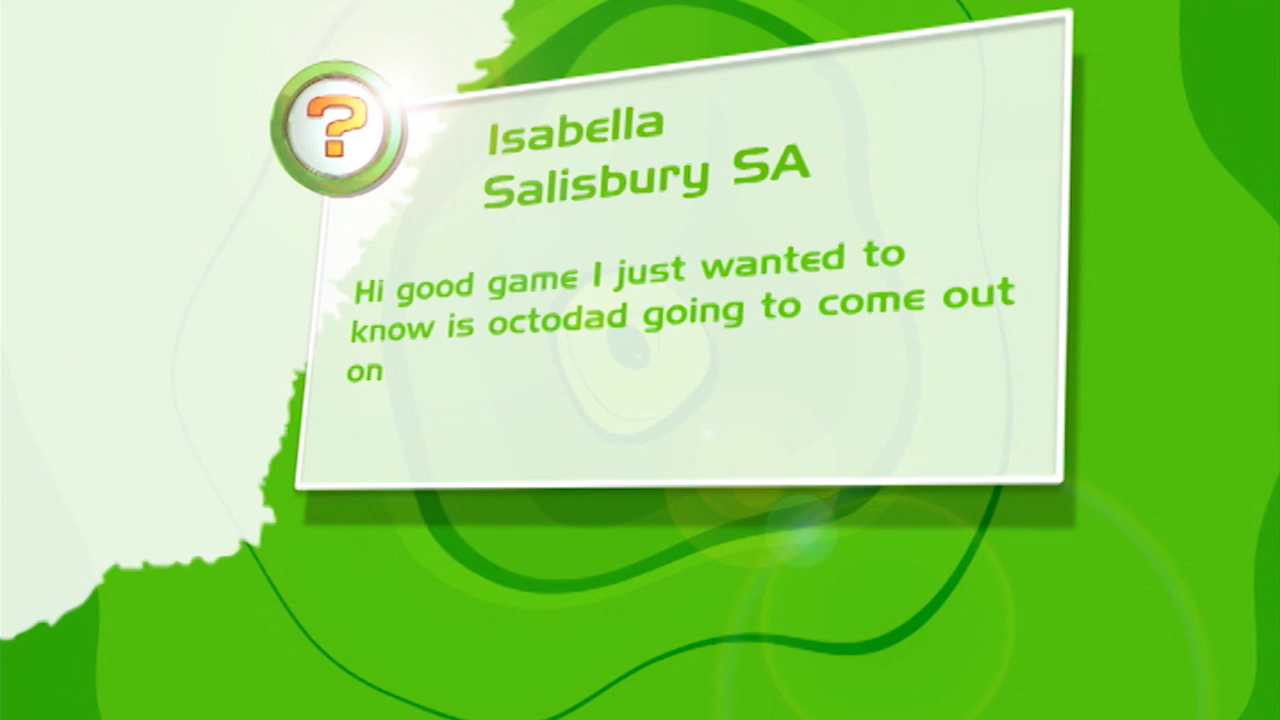 ?
Isabella
Salisbury SA
Hi good game I just wanted to
know is octodad going to come out
on